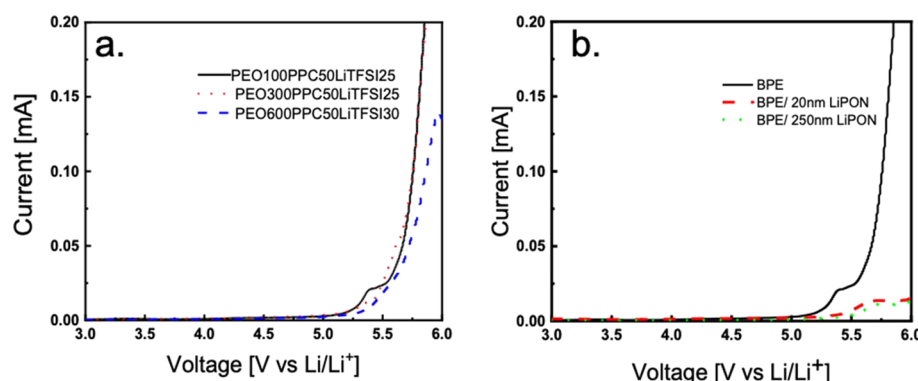 a.
0.20
0.15
0.10
0.05
0.00
Current [mA]
PEO100PPC50LiTFSI25
PEO300PPC50LiTFSI25
PEO600PPC50LiTFSI30
3.0 3.5 4.0 4.5 5.0 5.5 6.0
Voltage [V vs Li/Li+]
b.
0.20
0.15
0.10
0.05
0.00
Current [mA]
BPE
BPE/ 20nm LiPON
BPE/ 250nm LiPON
3.0 3.5 4.0 4.5 5.0 5.5 6.0
Voltage [V vs Li/Li+]